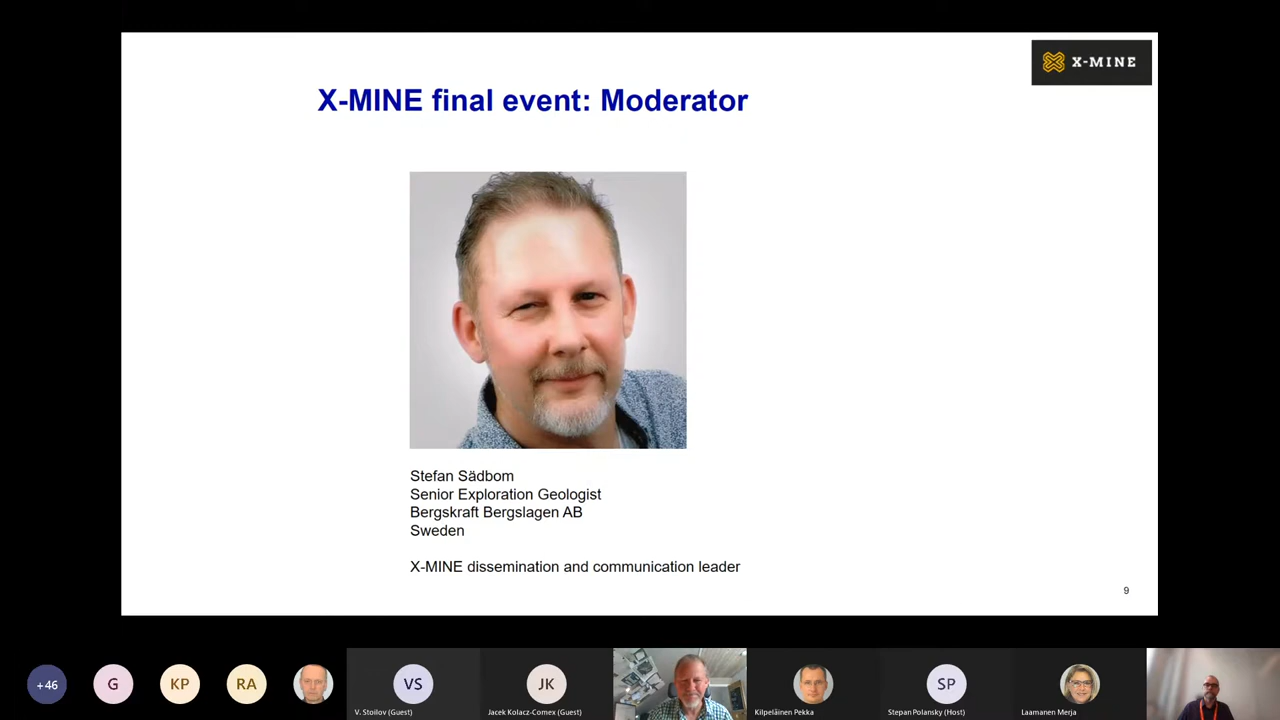 X-MINE
X-MINE final event: Moderator
Stefan Sädbom
Senior Exploration Geologist
Bergskraft Bergslagen AB
Sweden
X-MINE dissemination and communication leader
9
+46
G
KP
RA
VS
V. Stoilov (Guest)
JK
Jacek Kolacz-Comex (Guest)
Kilpeläinen Pekka
SP
Stepan Polansky (Host)
Laamanen Merja